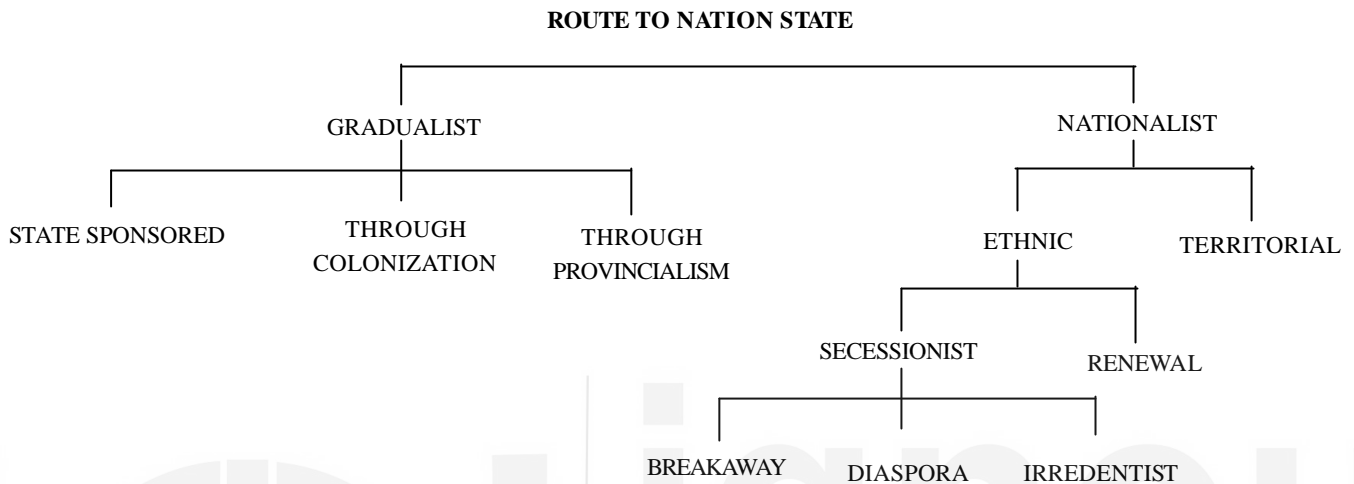 ROUTE TO NATION STATE
GRADUALIST
NATIONALIST
STATE SPONSORED
THROUGH
COLONIZATION
THROUGH
PROVINCIALISM
ETHNIC
TERRITORIAL
SECESSIONIST
RENEWAL
BREAKAWAY
DIASPORA
IRREDENTIST